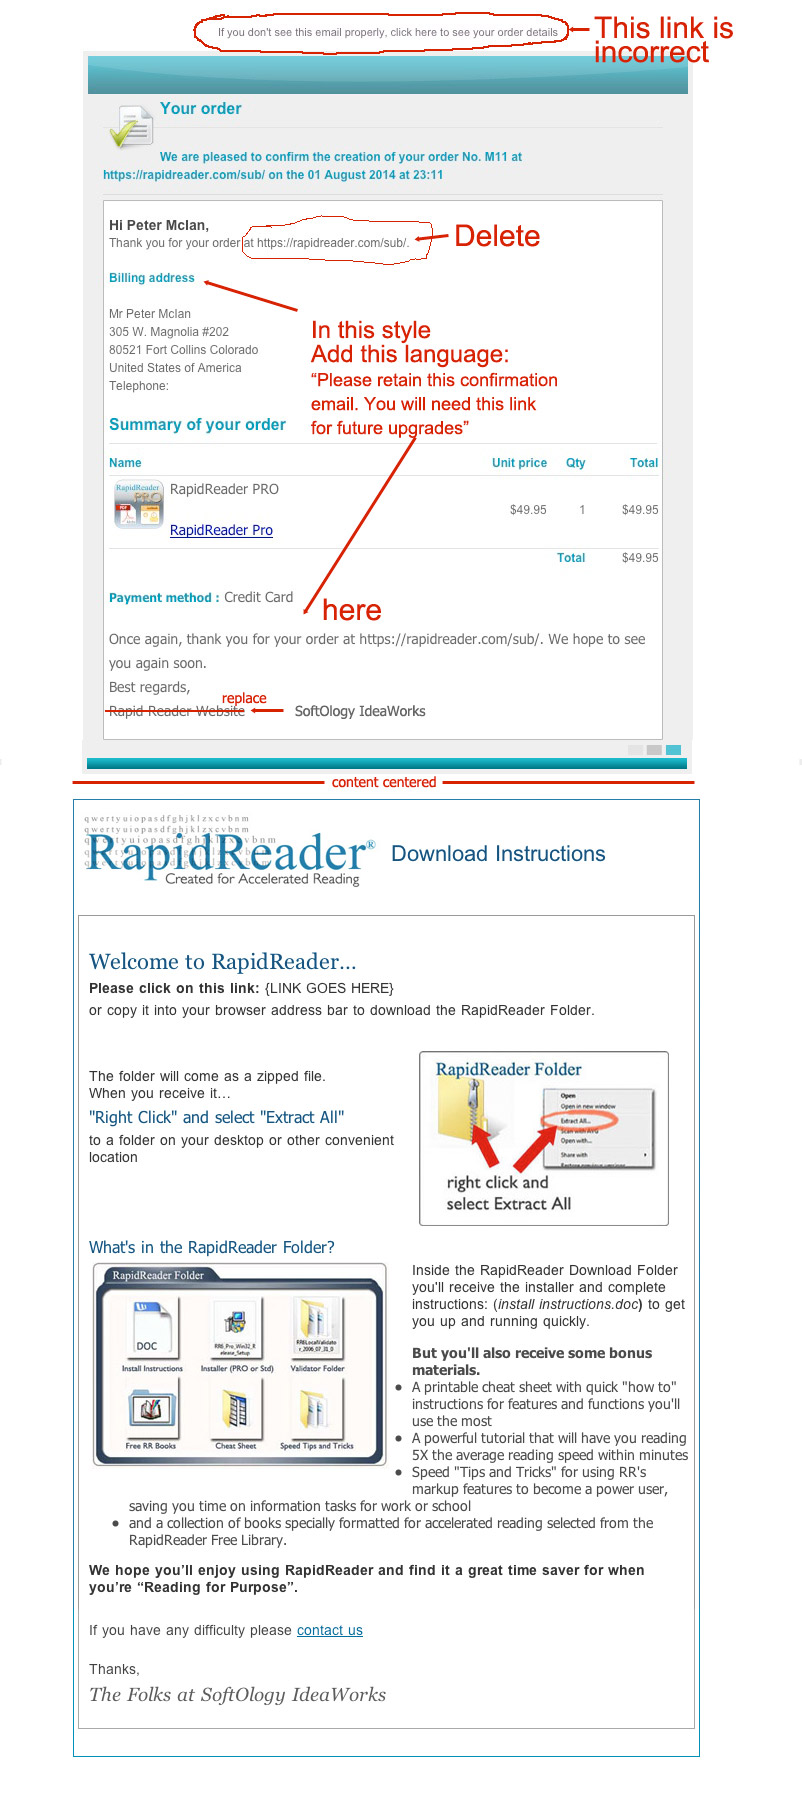 If you don't see this email properly, click here to see your order details
This link is
incorrect
Your order
We are pleased to confirm the creation of your order No. M11 at
https://rapidreader.com/sub/ on the 01 August 2014 at 23:11
Hi Peter McIan,
Thank you for your order at https://rapidreader.com/sub/.
Delete
Billing address
Mr Peter McIan
305 W. Magnolia #202
80521 Fort Collins Colorado
United States of America
Telephone:
In this style
Add this language:
“Please retain this confirmation
email. You will need this link
for future upgrades”
Summary of your order
Name Unit price Qty Total
RapidReader
PRO
PDF
RapidReader PRO
$49.95 1 $49.95
RapidReader Pro
Total $49.95
Payment method : Credit Card
here
Once again, thank you for your order at https://rapidreader.com/sub/. We hope to see
you again soon.
Best regards,
replace
Rapid Reader Website
SoftOlogy IdeaWorks
content centered
qwertyuiopasdfghjklzxcvbnm
qwertyuiopasdfghjklzxcvbnm
RapidReader®
Created for Accelerated Reading
Download Instructions
Welcome to RapidReader...
Please click on this link: {LINK GOES HERE}
or copy it into your browser address bar to download the RapidReader Folder.
The folder will come as a zipped file.
When you receive it...
"Right Click" and select "Extract All"
to a folder on your desktop or other convenient
location
RapidReader Folder
Open
Open in new window
Extract All...
Scan with AVG
Open with...
Share with
Restore previous versions
right click and
select Extract All
What's in the RapidReader Folder?
RapidReader Folder
DOC
RR6_Pro_Win32_R
elease_Setup
RR6LocalValidato
r_2006_07_31_0
Install Instructions
Installer (PRO or Std)
Validator Folder
Free RR Books
Cheat Sheet
Speed Tips and Tricks
Inside the RapidReader Download Folder
you'll receive the installer and complete
instructions: (install instructions.doc) to get
you up and running quickly.
But you'll also receive some bonus
materials.
• A printable cheat sheet with quick "how to"
instructions for features and functions you'll
use the most
• A powerful tutorial that will have you reading
5X the average reading speed within minutes
• Speed "Tips and Tricks" for using RR's
markup features to become a power user,
saving you time on information tasks for work or school
• and a collection of books specially formatted for accelerated reading selected from the
RapidReader Free Library.
We hope you’ll enjoy using RapidReader and find it a great time saver for when
you’re “Reading for Purpose”.
If you have any difficulty please contact us
Thanks,
The Folks at SoftOlogy IdeaWorks